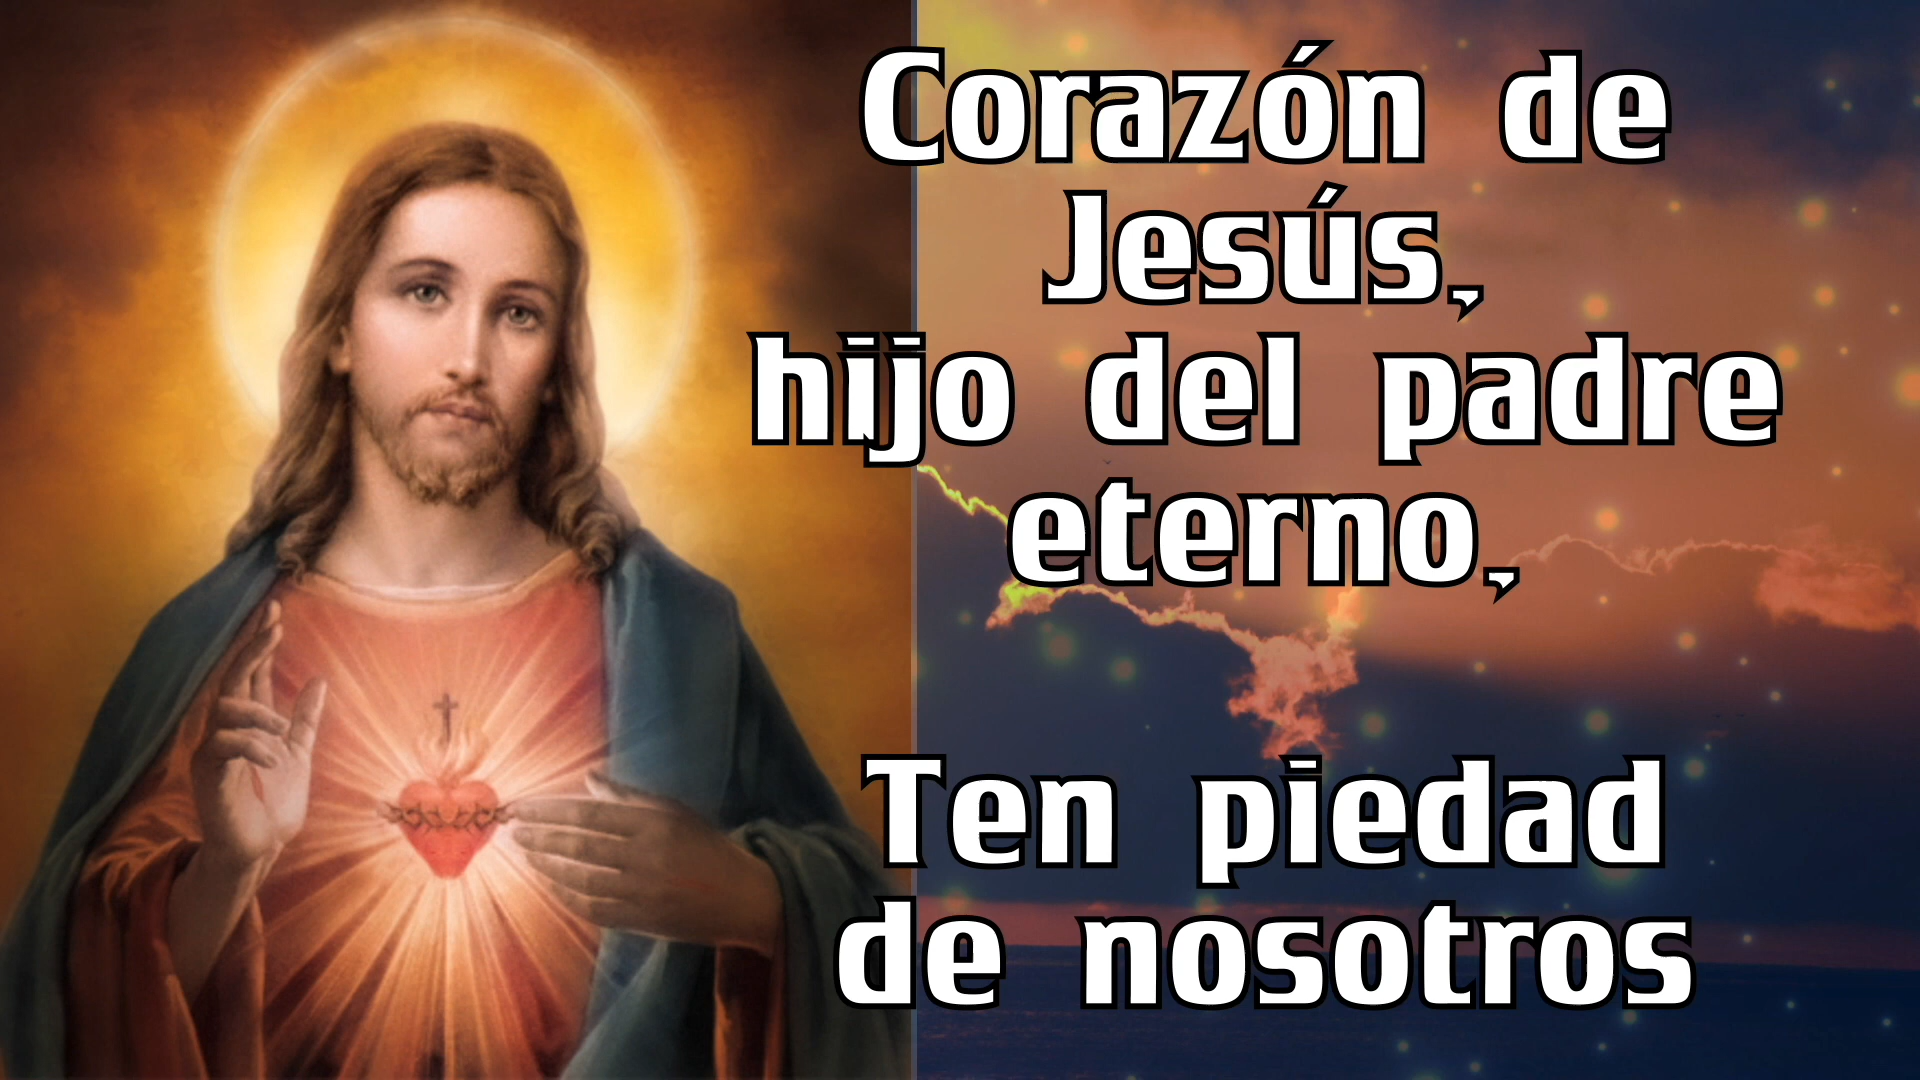 Corazón de
Jesús,
hijo del padre
eterno,
Ten piedad
de nosotros